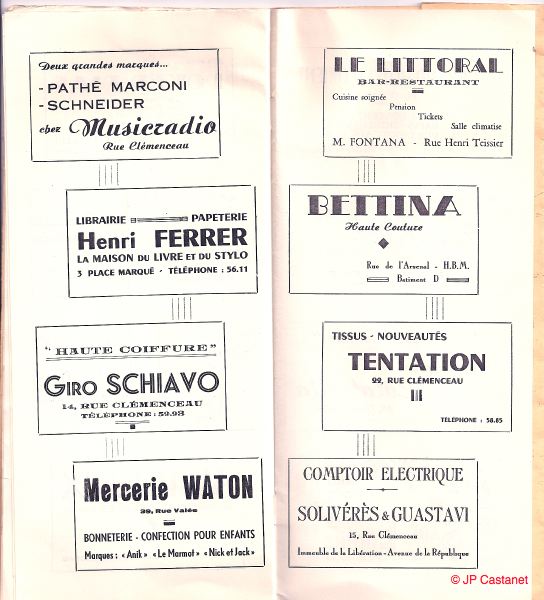 Deux grandes marques...
- PATHÉ MARCONI
- SCHNEIDER
chez Musicradio
Rue Clémenceau
LIBRAIRIE PAPETERIE
Henri FERRER
LA MAISON DU LIVRE ET DU STYLO
3 PLACE MARQUÉ - TÉLÉPHONE : 56.11
"HAUTE COIFFURE"
GIRO SCHIAVO
14, RUE CLÉMENCEAU
TÉLÉPHONE : 59.93
Mercerie WATON
39, Rue Valée
BONNETERIE - CONFECTION POUR ENFANTS
Marques : « Anik » « Le Marmot » « Nick et Jack »
LE LITTORAL
BAR-RESTAURANT
Cuisine soignée
Pension
Tickets
Salle climatise
M. FONTANA - Rue Henri Teissier
BETTINA
Haute Couture
Rue de l'Arsenal - H.B.M.
Batiment D
TISSUS - NOUVEAUTÉS
TENTATION
22, RUE CLÉMENCEAU
TÉLÉPHONE : 58.85
COMPTOIR ELECTRIQUE
SOLIVÉRÈS & GUASTAVI
15, Rue Clémenceau
Immeuble de la Libération - Avenue de la République
© JP Castanet